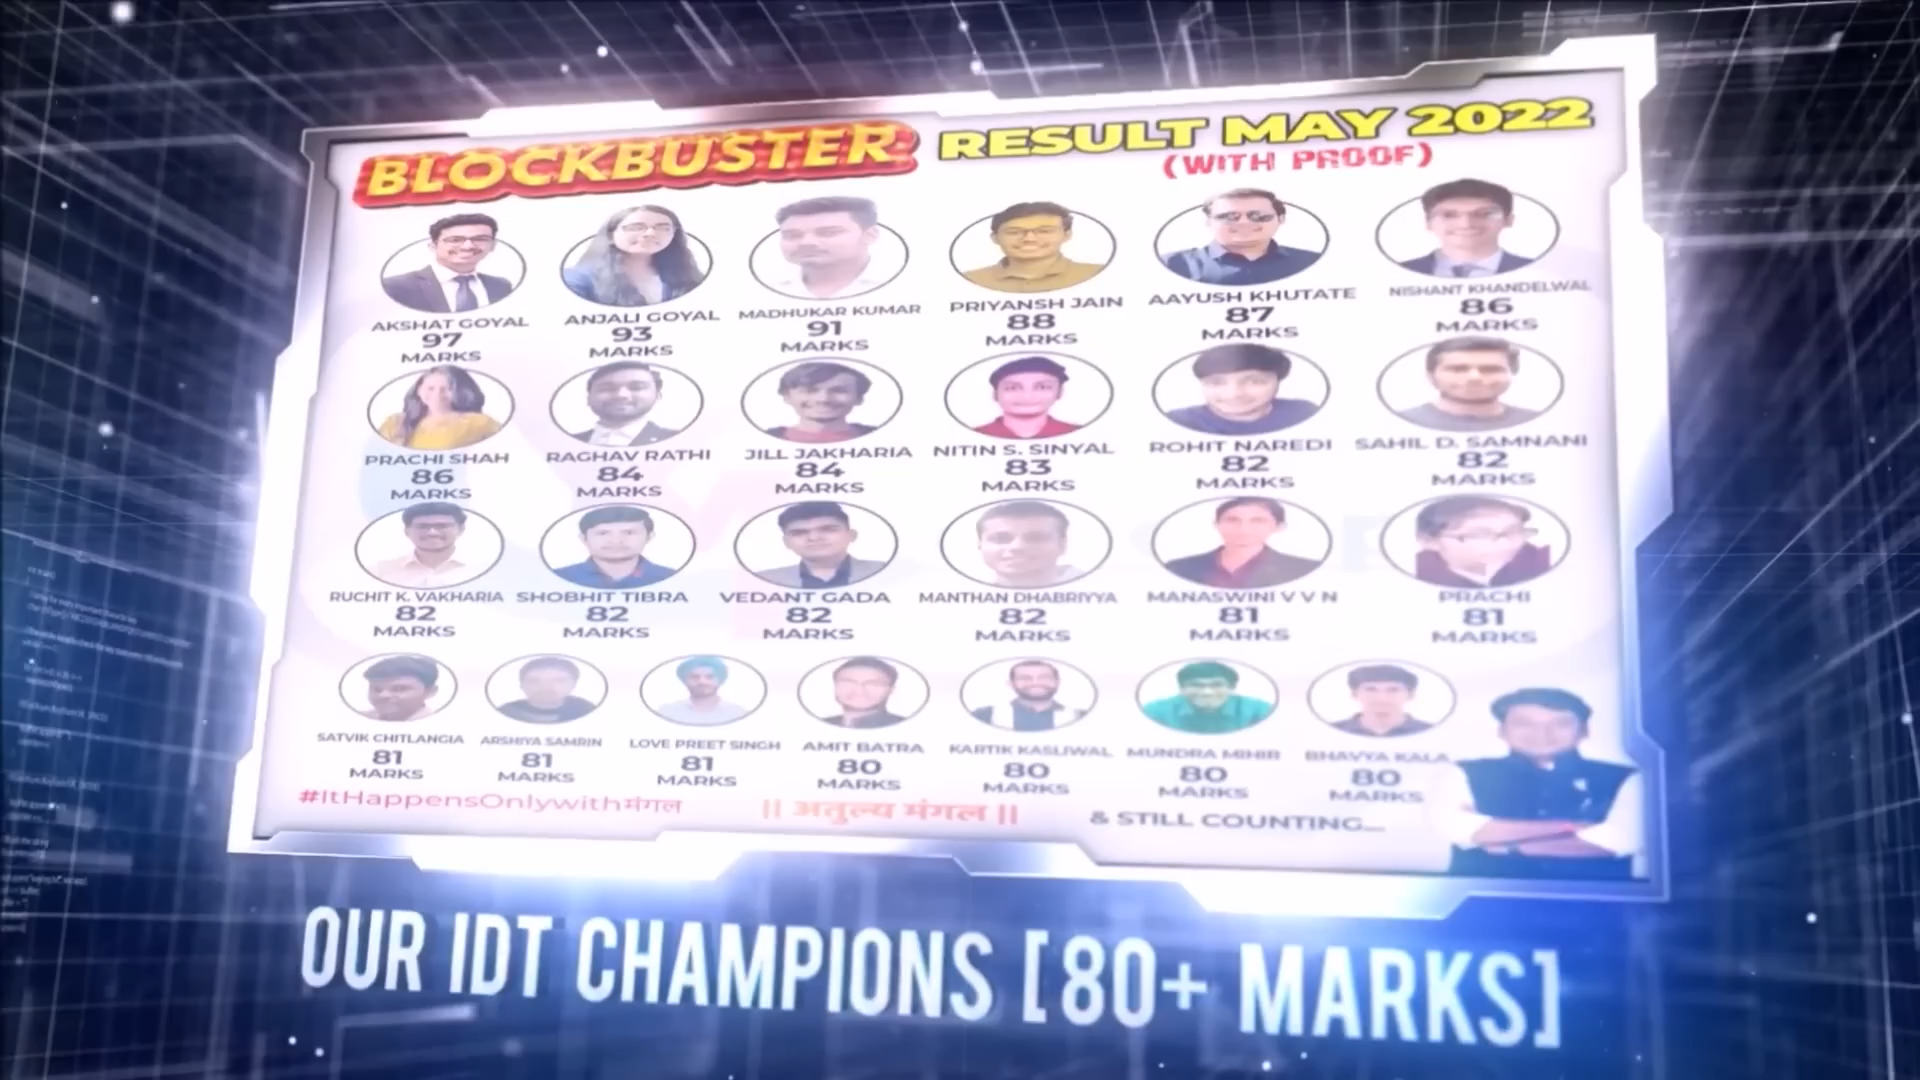 BLOCKBUSTER RESULT MAY 2022
(WITH PROOF)
AKSHAT GOYAL
97
MARKS
ANJALI GOYAL
93
MARKS
MADHUKAR KUMAR
91
MARKS
PRIYANSH JAIN
88
MARKS
AAYUSH KHUTATE
87
MARKS
NISHANT KHANDELWAL
86
MARKS
PRACHI SHAH
86
MARKS
RAGHAV RATHI
84
MARKS
JILL JAKHARIA
84
MARKS
NITIN S. SINYAL
83
MARKS
ROHIT NAREDI
82
MARKS
SAHIL D. SAMNANI
82
MARKS
RUCHIT K. VAKHARIA
82
MARKS
SHOBHIT TIBRA
82
MARKS
VEDANT GADA
82
MARKS
MANTHAN DHABRIYYA
82
MARKS
MANASWINI V V N
81
MARKS
PRACHI
81
MARKS
SATVIK CHITLANGIA
81
MARKS
ARSHIYA SAMRIN
81
MARKS
LOVE PREET SINGH
81
MARKS
AMIT BATRA
80
MARKS
KARTIK KASLIWAL
80
MARKS
MUNDRA MIHIR
80
MARKS
BHAVYA KALA
80
MARKS
#ItHappensOnlywithमंगल
|| अतुल्य मंगल ||
& STILL COUNTING...
OUR IDT CHAMPIONS [80+ MARKS]